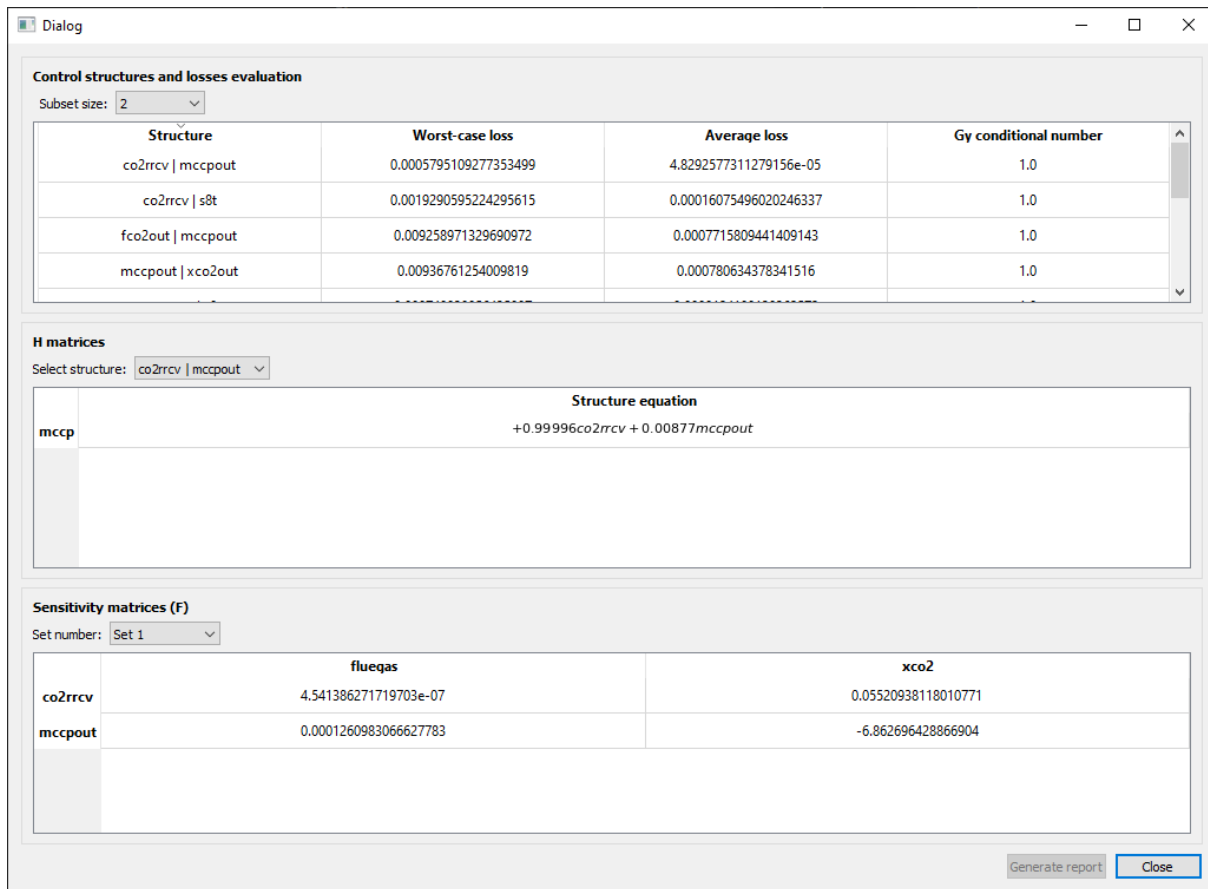 Dialog
Control structures and losses evaluation
Subset size: 2
Structure Worst-case loss Average loss Gy conditional number
co2rrcv | mccpout 0.0005795109277353499 4.8292577311279156e-05 1.0
co2rrcv | s8t 0.0019290595224295615 0.00016075496020246337 1.0
fco2out | mccpout 0.009258971329690972 0.0007715809441409143 1.0
mccpout | xco2out 0.00936761254009819 0.000780634378341516 1.0
H matrices
Select structure: co2rrcv | mccpout
Structure equation
mccp +0.99996co2rrcv + 0.00877mccpout
Sensitivity matrices (F)
Set number: Set 1
fluegas xco2
co2rrcv 4.541386271719703e-07 0.05520938118010771
mccpout 0.0001260983066627783 -6.862696428866904
Generate report Close